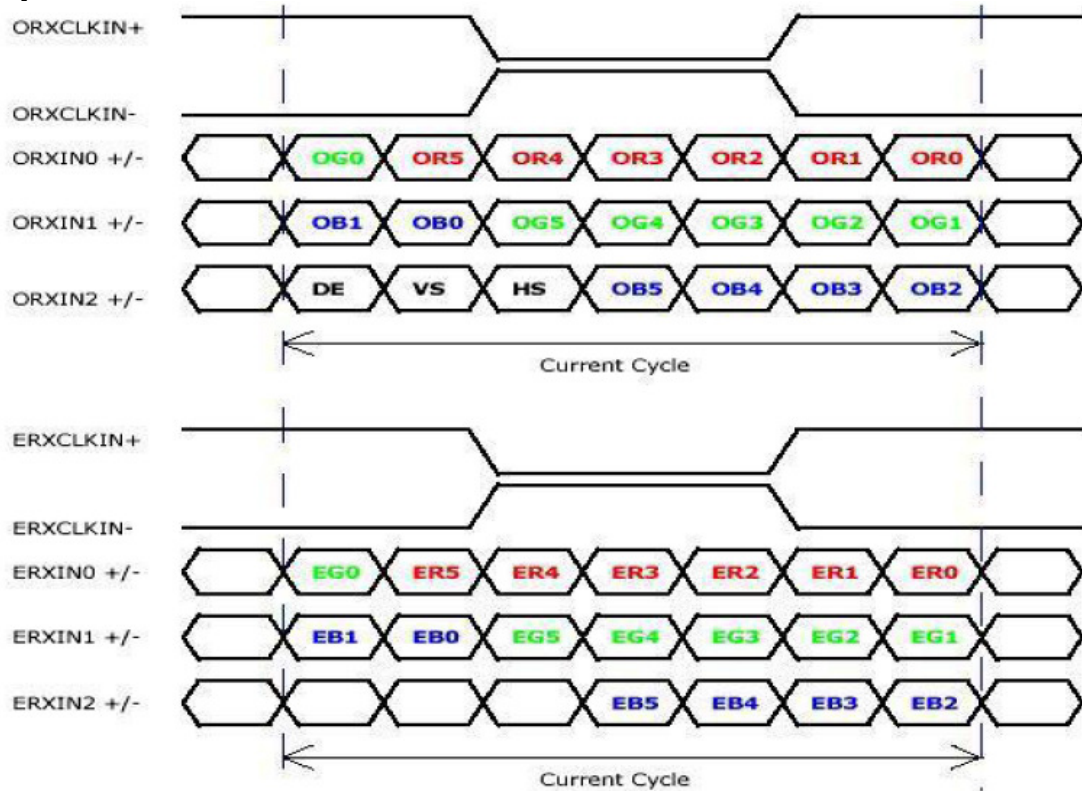 ORXCLKIN+
ORXCLKIN-
ORXIN0 +/- OG0 OR5 OR4 OR3 OR2 OR1 OR0
ORXIN1 +/- OB1 OB0 OG5 OG4 OG3 OG2 OG1
ORXIN2 +/- DE VS HS OB5 OB4 OB3 OB2
Current Cycle
ERXCLKIN+
ERXCLKIN-
ERXIN0 +/- EG0 ER5 ER4 ER3 ER2 ER1 ER0
ERXIN1 +/- EB1 EB0 EG5 EG4 EG3 EG2 EG1
ERXIN2 +/- EB5 EB4 EB3 EB2
Current Cycle